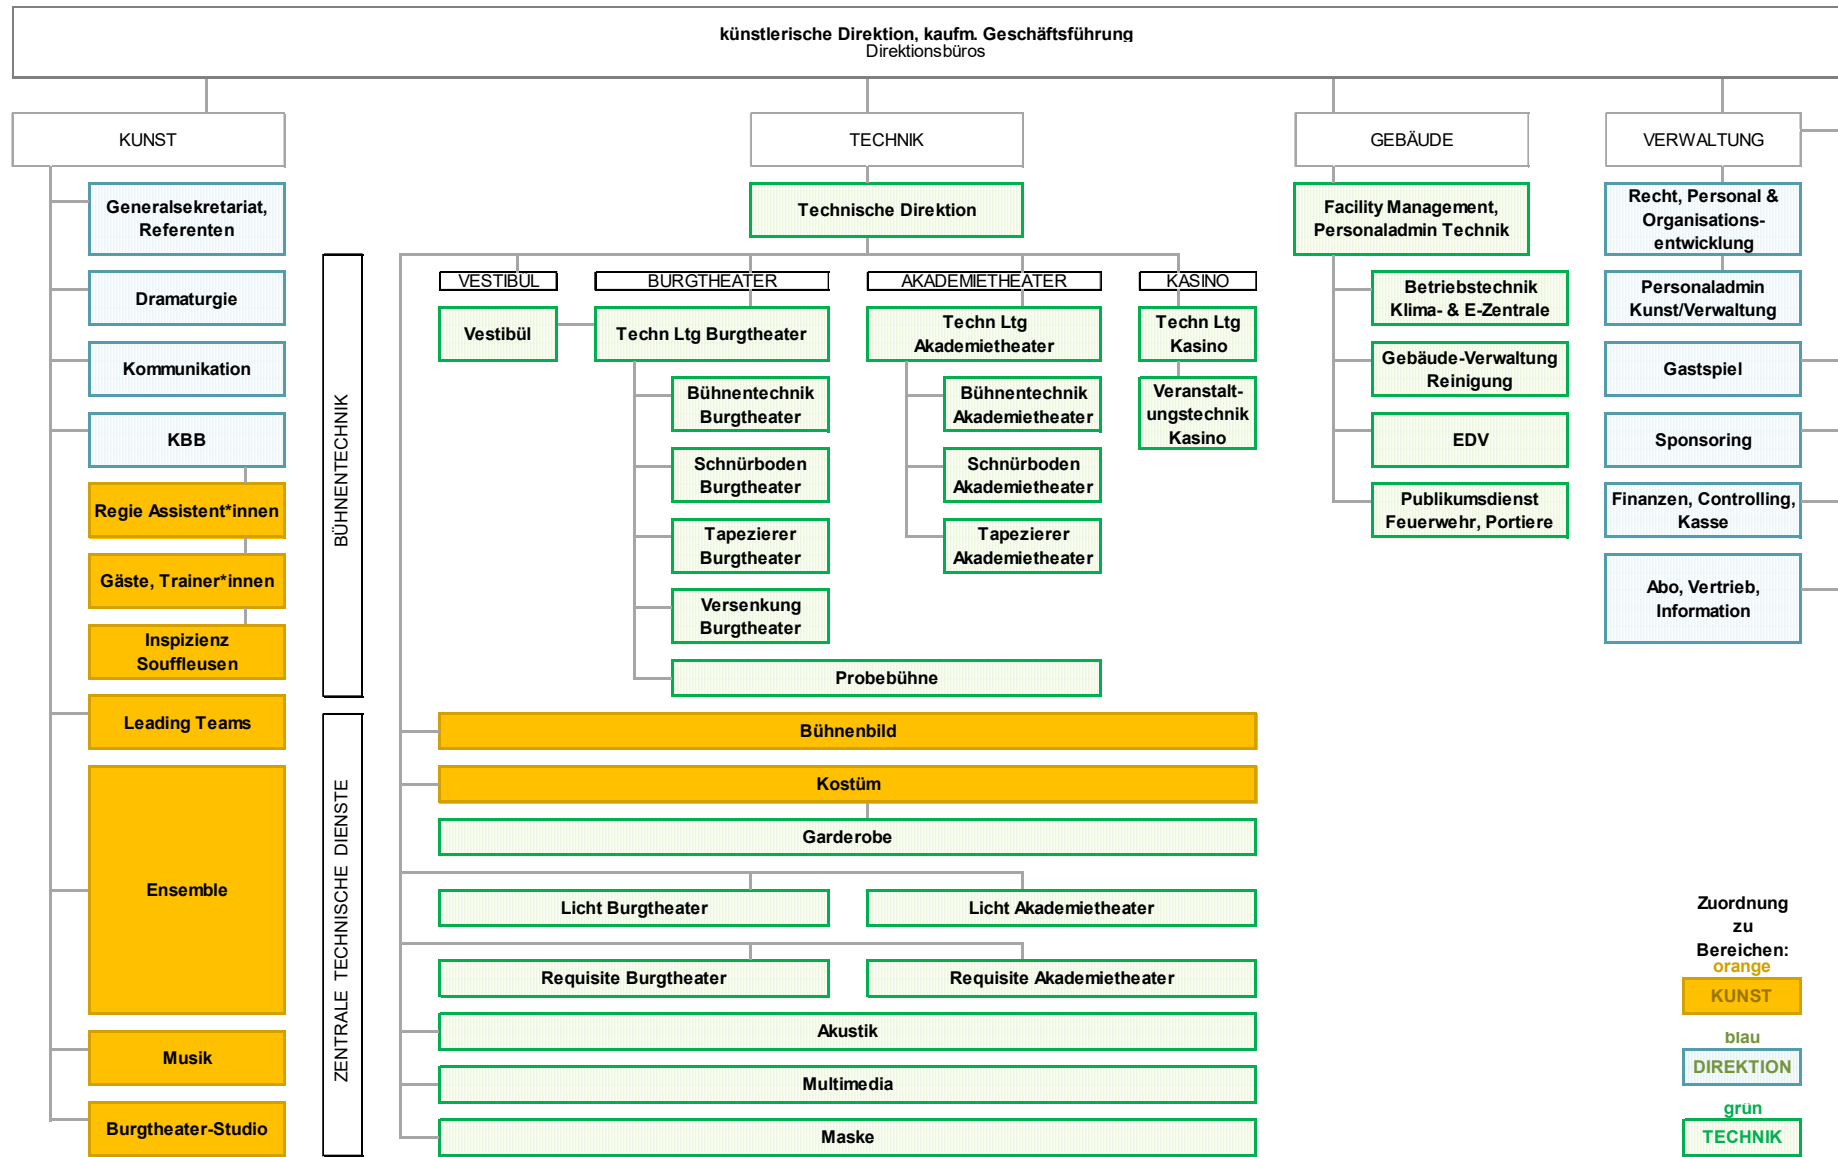 künstlerische Direktion, kaufm. Geschäftsführung
Direktionsbüros
KUNST
TECHNIK
GEBÄUDE
VERWALTUNG
Generalsekretariat,
Referenten
Dramaturgie
Kommunikation
KBB
Regie Assistent*innen
Gäste, Trainer*innen
Inspizienz
Souffleusen
Leading Teams
Ensemble
Musik
Burgtheater-Studio
BÜHNENTECHNIK
ZENTRALE TECHNISCHE DIENSTE
Technische Direktion
VESTIBÜL
BURGTHEATER
AKADEMIETHEATER
KASINO
Vestibül
Techn Ltg Burgtheater
Techn Ltg
Akademietheater
Techn Ltg
Kasino
Bühnentechnik
Burgtheater
Bühnentechnik
Akademietheater
Veranstalt-
ungstechnik
Kasino
Schnürboden
Burgtheater
Schnürboden
Akademietheater
Tapezierer
Burgtheater
Tapezierer
Akademietheater
Versenkung
Burgtheater
Probebühne
Bühnenbild
Kostüm
Garderobe
Licht Burgtheater
Licht Akademietheater
Requisite Burgtheater
Requisite Akademietheater
Akustik
Multimedia
Maske
Facility Management,
Personaladmin Technik
Betriebstechnik
Klima- & E-Zentrale
Gebäude-Verwaltung
Reinigung
EDV
Publikumsdienst
Feuerwehr, Portiere
Recht, Personal &
Organisations-
entwicklung
Personaladmin
Kunst/Verwaltung
Gastspiel
Sponsoring
Finanzen, Controlling,
Kasse
Abo, Vertrieb,
Information
Zuordnung
zu
Bereichen:
orange
KUNST
blau
DIREKTION
grün
TECHNIK